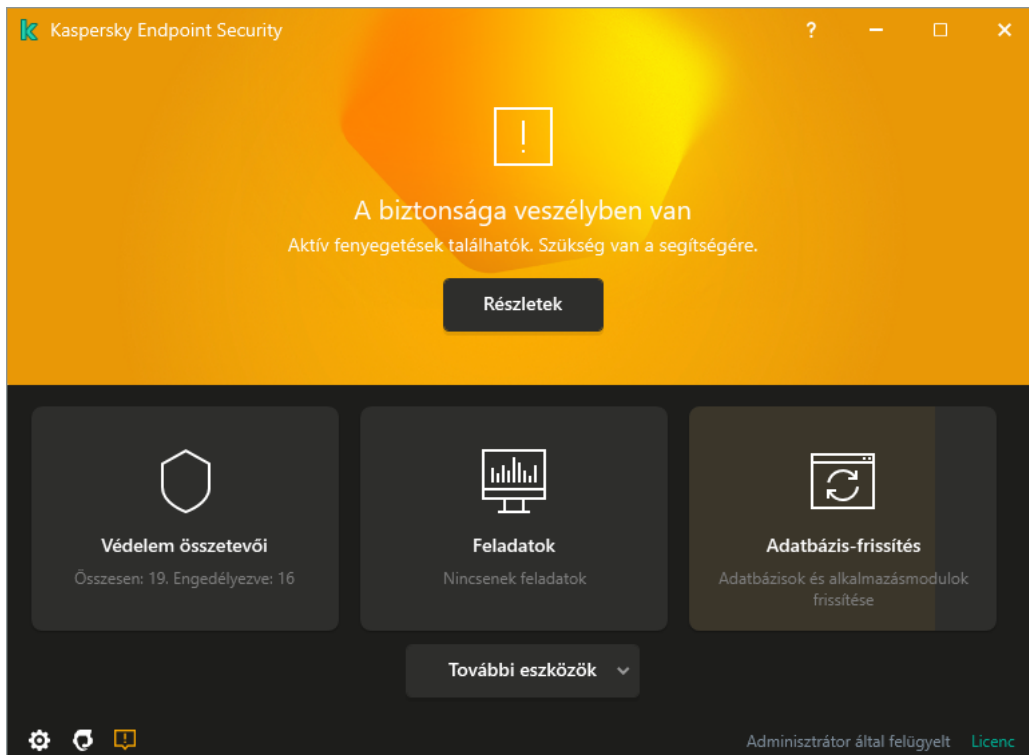 Kaspersky Endpoint Security
?
!
A biztonsága veszélyben van
Aktív fenyegetések találhatók. Szükség van a segítségére.
Részletek
Védelem összetevői
Összesen: 19. Engedélyezve: 16
Feladatok
Nincsenek feladatok
Adatbázis-frissítés
Adatbázisok és alkalmazásmodulok
frissítése
További eszközök
Adminisztrátor által felügyelt Licenc